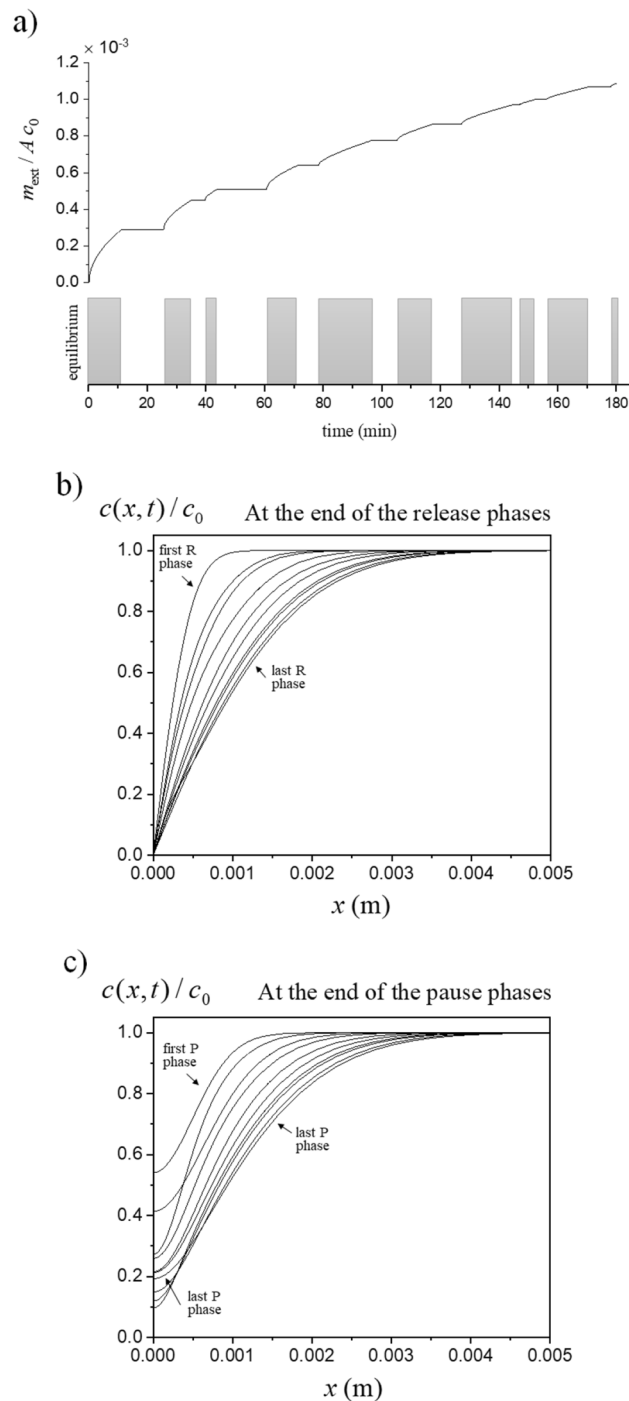 a)
× 10⁻³
1.2
1.0
0.8
0.6
0.4
0.2
0.0
m_ext / A c₀
equilibrium
0 20 40 60 80 100 120 140 160 180
time (min)
b)
c(x, t) / c₀ At the end of the release phases
1.0
first R
phase
0.8
0.6
last R
phase
0.4
0.2
0.0
0.000 0.001 0.002 0.003 0.004 0.005
x (m)
c)
c(x, t) / c₀ At the end of the pause phases
1.0
first P
phase
0.8
last P
phase
0.6
0.4
0.2
last P
phase
0.0
0.000 0.001 0.002 0.003 0.004 0.005
x (m)